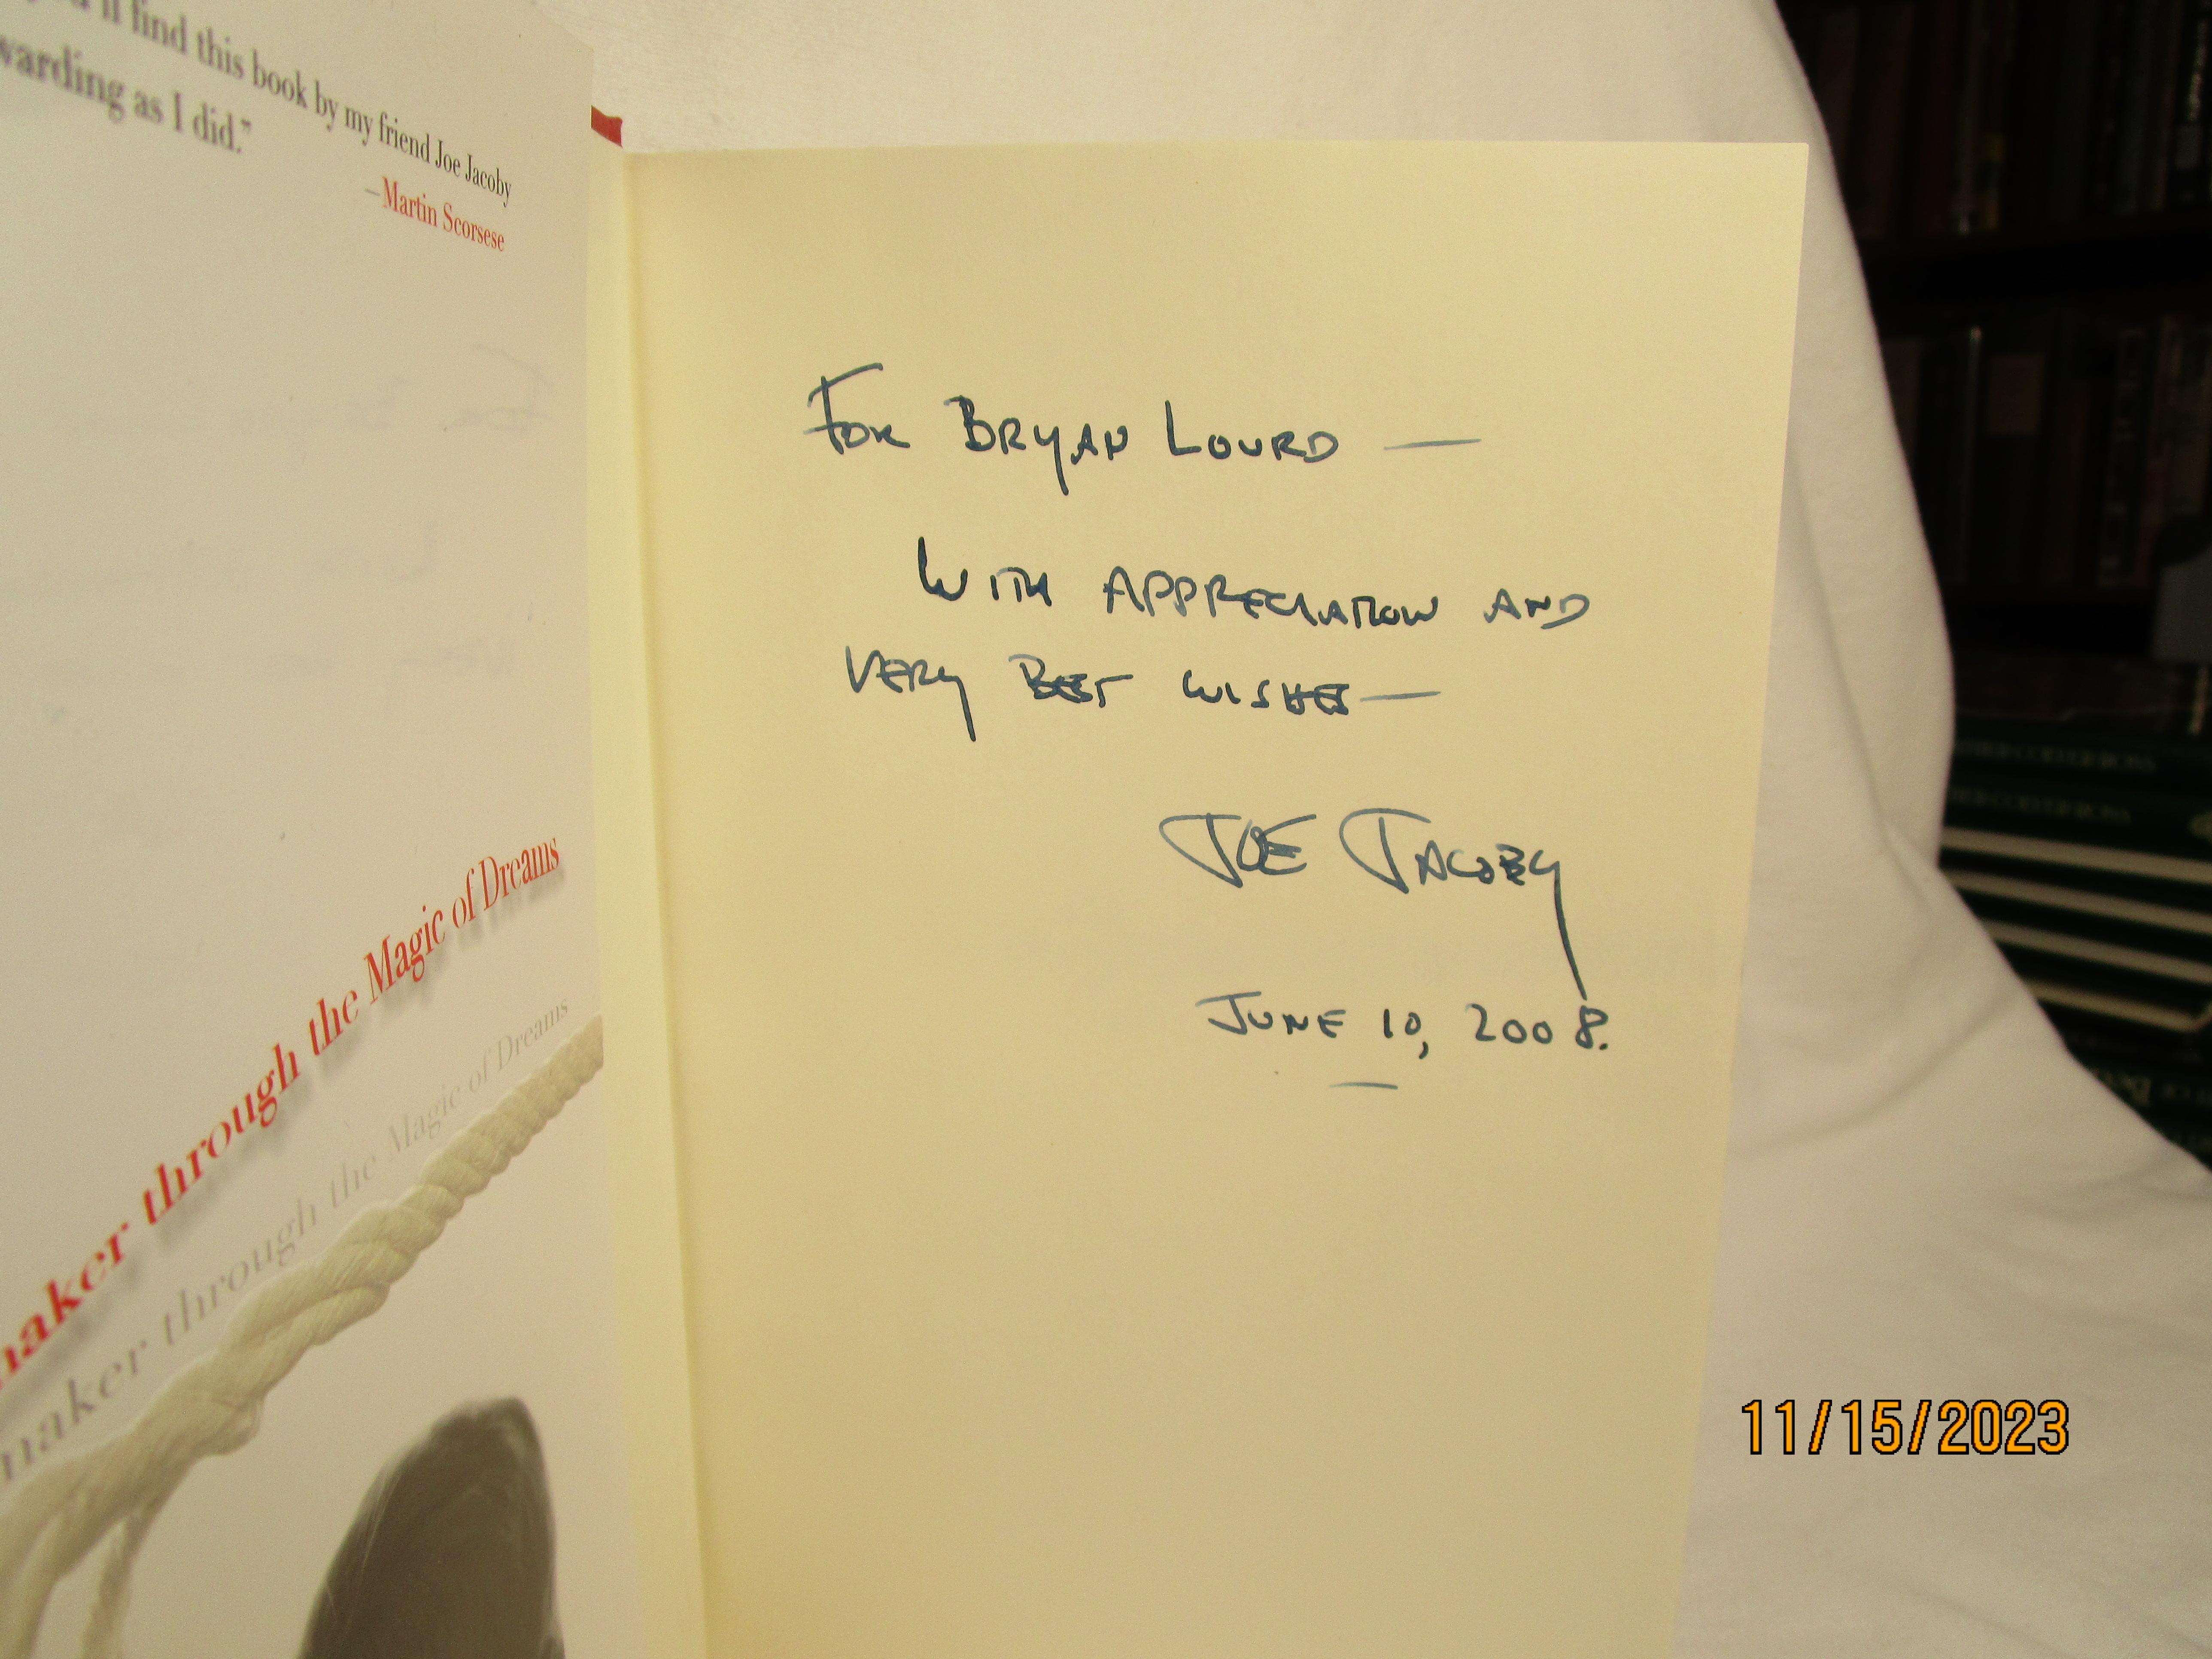 find this book by my friend Joe Jacoby
as I did."
—Martin Scorsese
through the Magic of Dreams
maker through the Magic of Dreams
FOR BRYAN LOURD —
WITH APPRECIATION AND
VERY BEST WISHES —
JOE JACOBY
JUNE 10, 2008.
11/15/2023